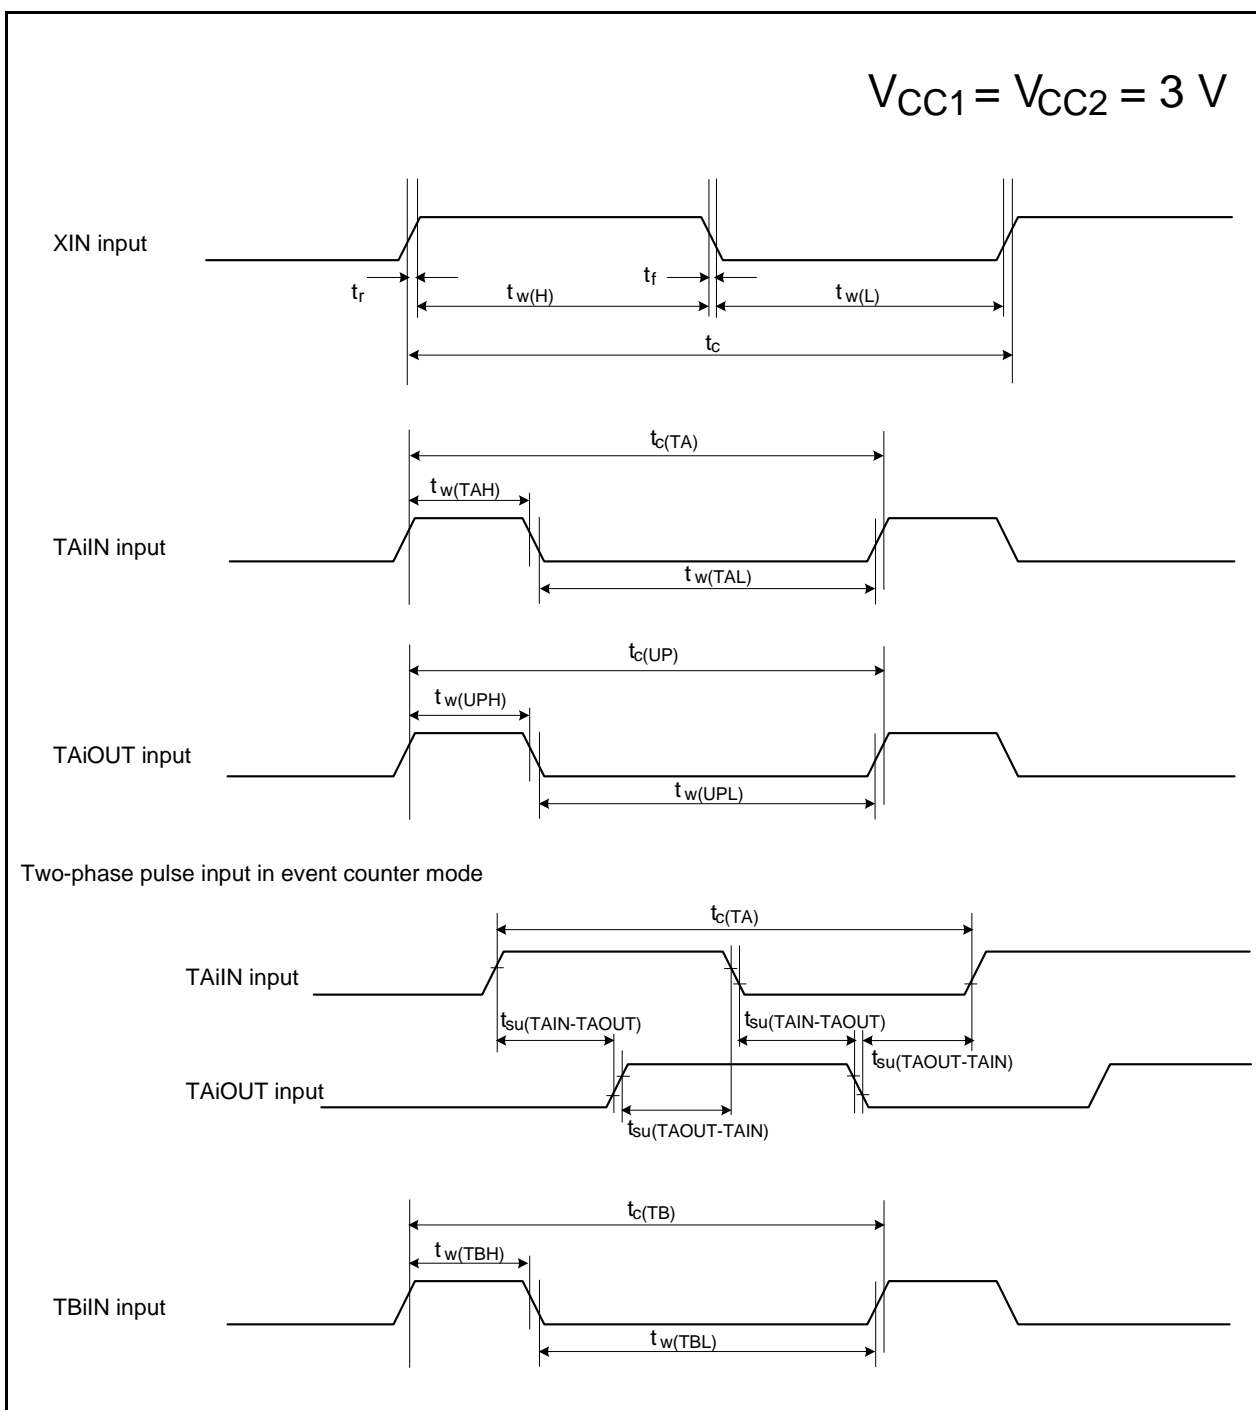 VCC1 = VCC2 = 3 V
XIN input
tr
tw(H)
tf
tw(L)
tc
tc(TA)
tw(TAH)
TAiIN input
tw(TAL)
tc(UP)
tw(UPH)
TAiOUT input
tw(UPL)
Two-phase pulse input in event counter mode
tc(TA)
TAiIN input
tsu(TAIN-TAOUT)
tsu(TAIN-TAOUT)
tsu(TAOUT-TAIN)
TAiOUT input
tsu(TAOUT-TAIN)
tc(TB)
tw(TBH)
TBiIN input
tw(TBL)